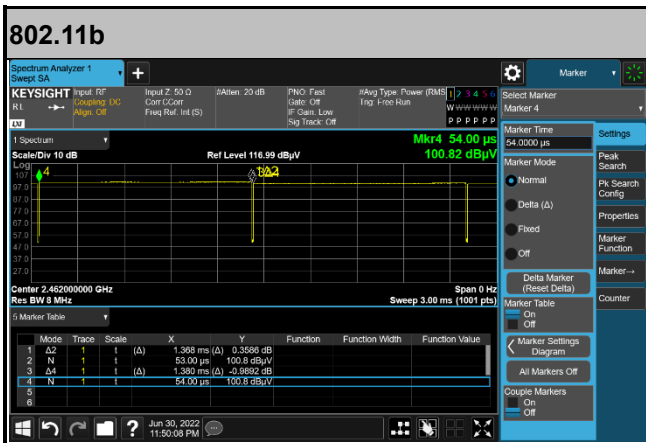 802.11b
Spectrum Analyzer 1
Swept SA
Marker
KEYSIGHT
Input: RF
Input Z: 50 Ω
#Atten: 20 dB
PNO: Fast
#Avg Type: Power (RMS
1 2 3 4 5 6
Select Marker
RL
Coupling: DC
Corr CCorr
Gate: Off
Trig: Free Run
W W W W W W
Marker 4
Align: Off
Freq Ref: Int (S)
IF Gain: Low
Sig Track: Off
P P P P P P
LXI
1 Spectrum
Mkr4 54.00 µs
Scale/Div 10 dB
Ref Level 116.99 dBµV
100.82 dBµV
Log
107
97.0
87.0
77.0
67.0
57.0
47.0
37.0
27.0
4
Center 2.462000000 GHz
Span 0 Hz
Res BW 8 MHz
Sweep 3.00 ms (1001 pts)
5 Marker Table
Mode Trace Scale X Y Function Function Width Function Value
1 Δ2 1 t (Δ) 1.368 ms (Δ) 0.3586 dB
2 N 1 t 53.00 µs 100.8 dBµV
3 Δ4 1 t (Δ) 1.380 ms (Δ) -0.9892 dB
4 N 1 t 54.00 µs 100.8 dBµV
5
6
Marker Time
54.0000 µs
Marker Mode
Normal
Delta (Δ)
Fixed
Off
Delta Marker
(Reset Delta)
Marker Table
On
Off
Marker Settings
Diagram
All Markers Off
Couple Markers
On
Off
Settings
Peak
Search
Pk Search
Config
Properties
Marker
Function
Marker→
Counter
?
Jun 30, 2022
11:50:08 PM